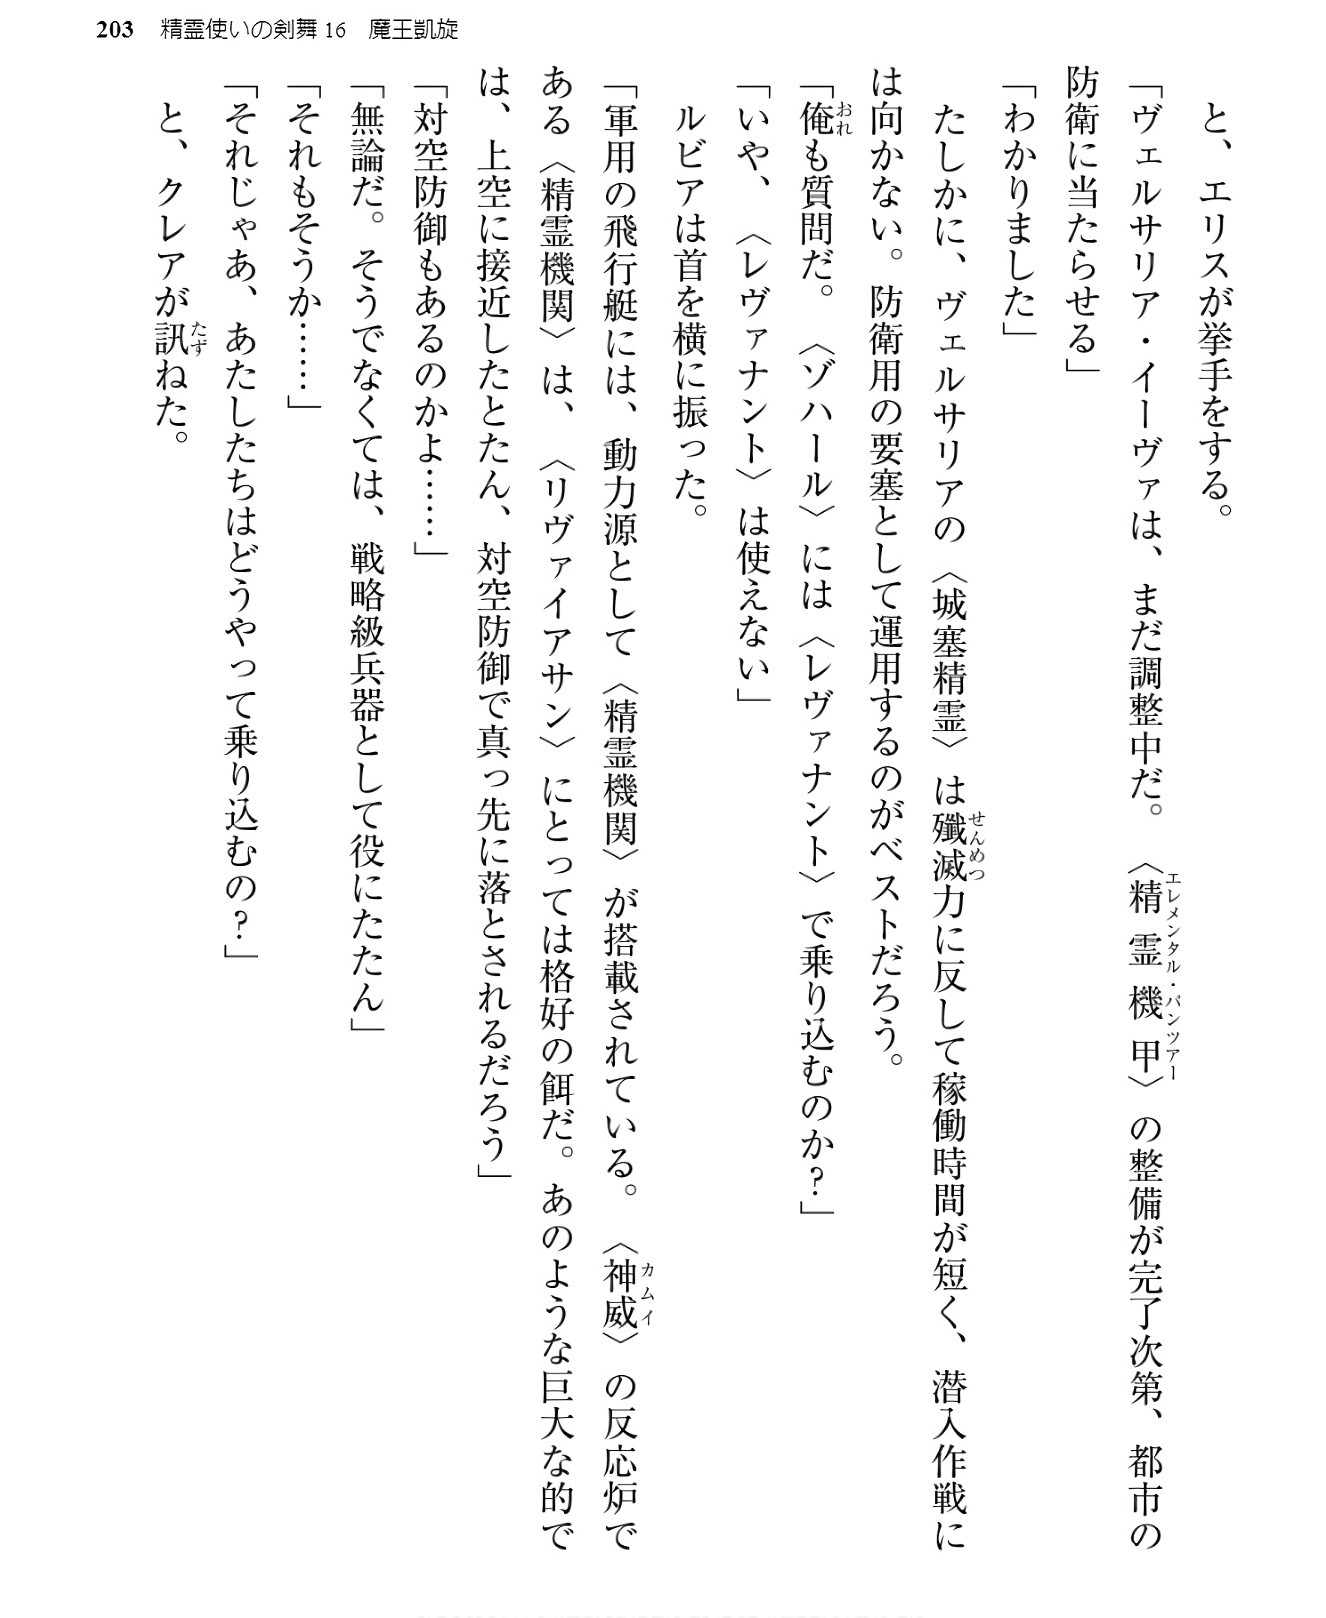 203 精霊使いの剣舞16 魔王凱旋
と、エリスが挙手をする。
「ヴェルサリア・イーヴァは、まだ調整中だ。〈精霊機甲〉の整備が完了次第、都市の
エレメンタル・パンツアー
防衛に当たらせる」
「わかりました」
たしかに、ヴェルサリアの〈城塞精霊〉は殲滅力に反して稼働時間が短く、潜入作戦に
せんめつ
は向かない。防衛用の要塞として運用するのがベストだろう。
「俺も質問だ。〈ゾハール〉には〈レヴァナント〉で乗り込むのか?」
おれ
「いや、〈レヴァナント〉は使えない」
ルビアは首を横に振った。
「軍用の飛行艇には、動力源として〈精霊機関〉が搭載されている。〈神威〉の反応炉で
カムイ
ある〈精霊機関〉は、〈リヴァイアサン〉にとっては格好の餌だ。あのような巨大な的で
は、上空に接近したとたん、対空防御で真っ先に落とされるだろう」
「対空防御もあるのかよ……」
「無論だ。そうでなくては、戦略級兵器として役にたたん」
「それもそうか……」
「それじゃあ、あたしたちはどうやって乗り込むの?」
と、クレアが訊ねた。
たず